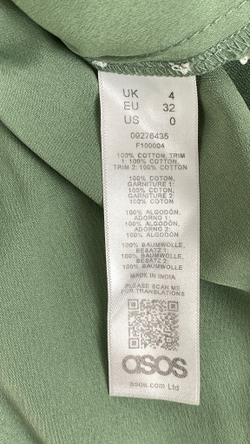 UK 4
EU 32
US 0
09276435
F100004
100% COTTON, TRIM
1: 100% COTTON,
TRIM 2: 100% COTTON
100% COTON,
GARNITURE 1:
100% COTON,
GARNITURE 2:
100% COTON
100% ALGODÓN,
ADORNO 1:
100% ALGODÓN,
ADORNO 2:
100% ALGODÓN
100% BAUMWOLLE,
BESATZ 1:
100% BAUMWOLLE,
BESATZ 2:
100% BAUMWOLLE
MADE IN INDIA
PLEASE SCAN ME
FOR TRANSLATIONS
asos
asos.com Ltd